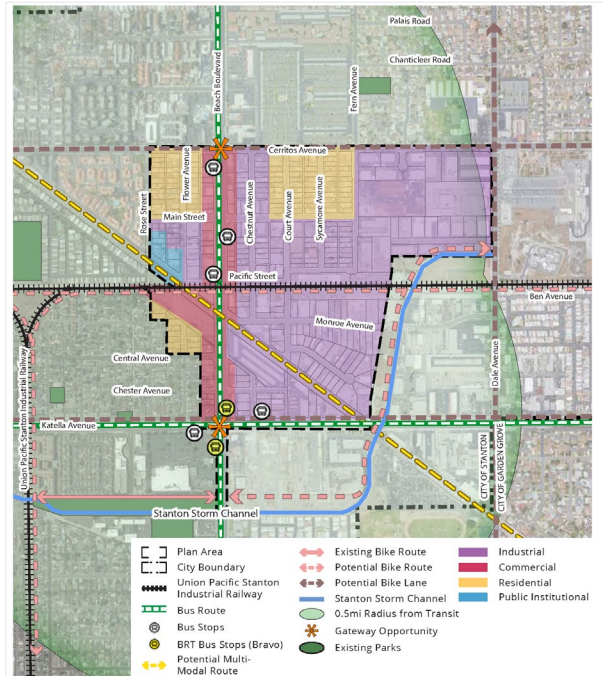 Palais Road
Chanticleer Road
Beach Boulevard
Fern Avenue
Cerritos Avenue
Flower Avenue
Rose Street
Main Street
Chestnut Avenue
Court Avenue
Sycamore Avenue
Pacific Street
Ben Avenue
Monroe Avenue
Central Avenue
Chester Avenue
Dale Avenue
Union Pacific Stanton Industrial Railway
Katella Avenue
CITY OF STANTON
CITY OF GARDEN GROVE
Stanton Storm Channel
Plan Area
City Boundary
Union Pacific Stanton
Industrial Railway
Bus Route
Bus Stops
BRT Bus Stops (Bravo)
Potential Multi-
Modal Route
Existing Bike Route
Potential Bike Route
Potential Bike Lane
Stanton Storm Channel
0.5mi Radius from Transit
Gateway Opportunity
Existing Parks
Industrial
Commercial
Residential
Public Institutional